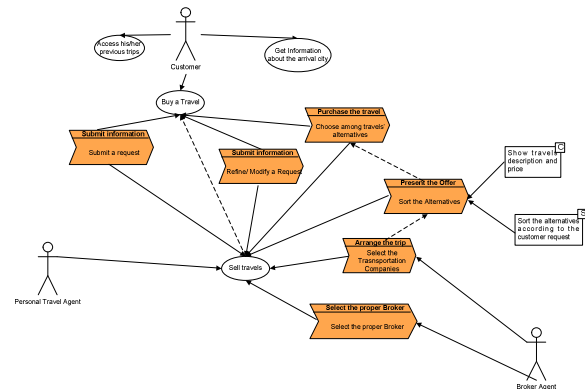 Access his/her
previous trips
Get Information
about the arrival city
Customer
Buy a Travel
Purchase the travel
Choose among travels'
alternatives
Submit information
Submit a request
Submit information
Refine/ Modify a Request
C
Show travels
description and
price
Present the Offer
Sort the Alternatives
S
Sort the alternatives
according to the
customer request
Arrange the trip
Select the
Trasnsportation
Companies
Sell travels
Personal Travel Agent
Select the proper Broker
Select the proper Broker
Broker Agent